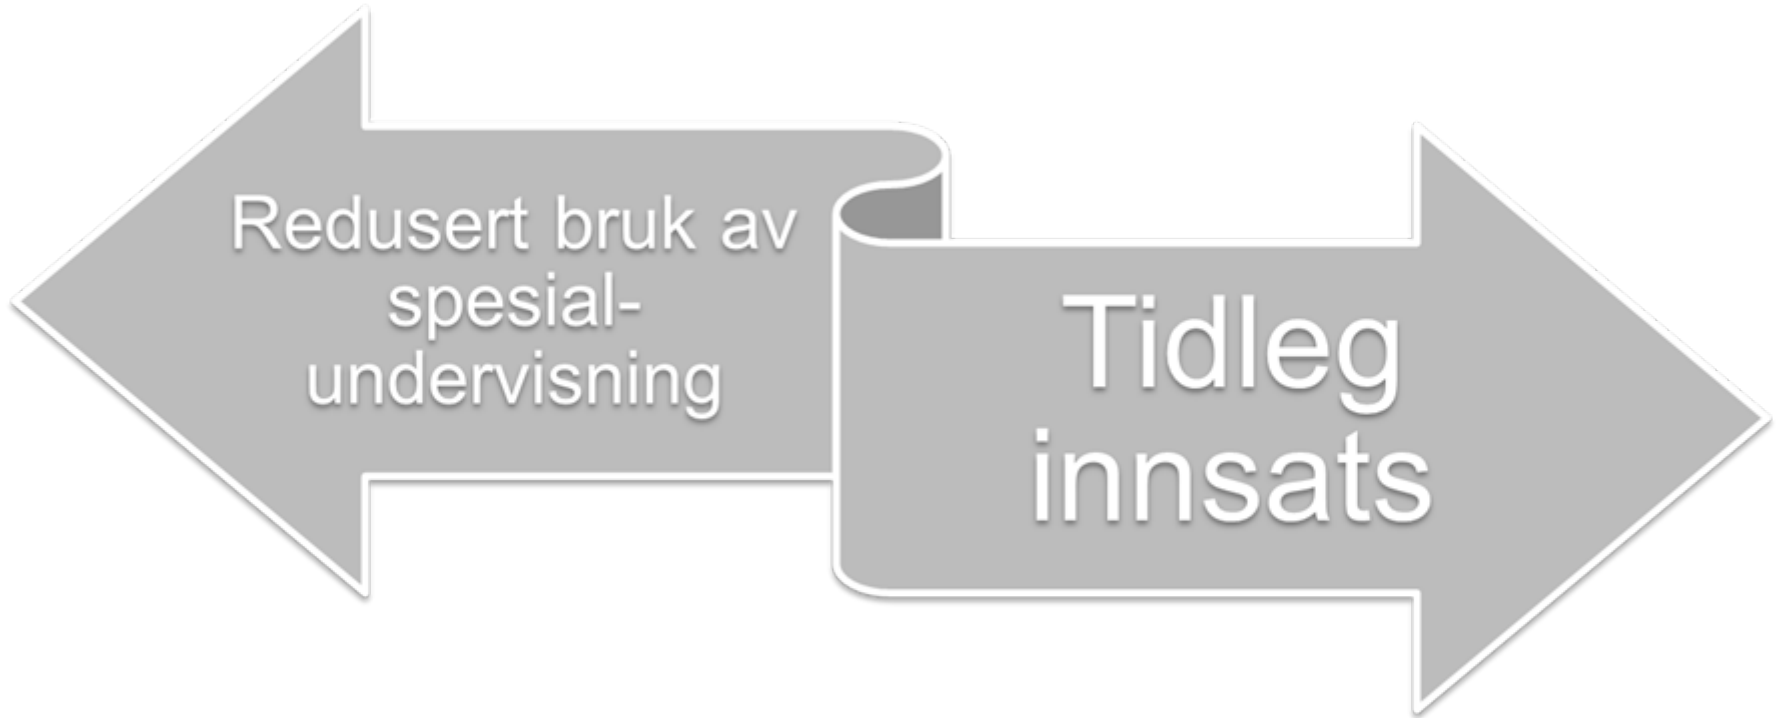 Redusert bruk av
spesial-
undervisning
Tidleg
innsats